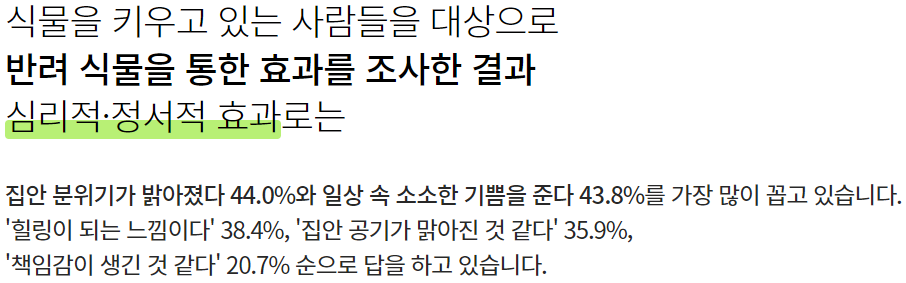 식물을 키우고 있는 사람들을 대상으로
반려 식물을 통한 효과를 조사한 결과
심리적·정서적 효과로는
집안 분위기가 밝아졌다 44.0%와 일상 속 소소한 기쁨을 준다 43.8%를 가장 많이 꼽고 있습니다.
'힐링이 되는 느낌이다' 38.4%, '집안 공기가 맑아진 것 같다' 35.9%,
'책임감이 생긴 것 같다' 20.7% 순으로 답을 하고 있습니다.